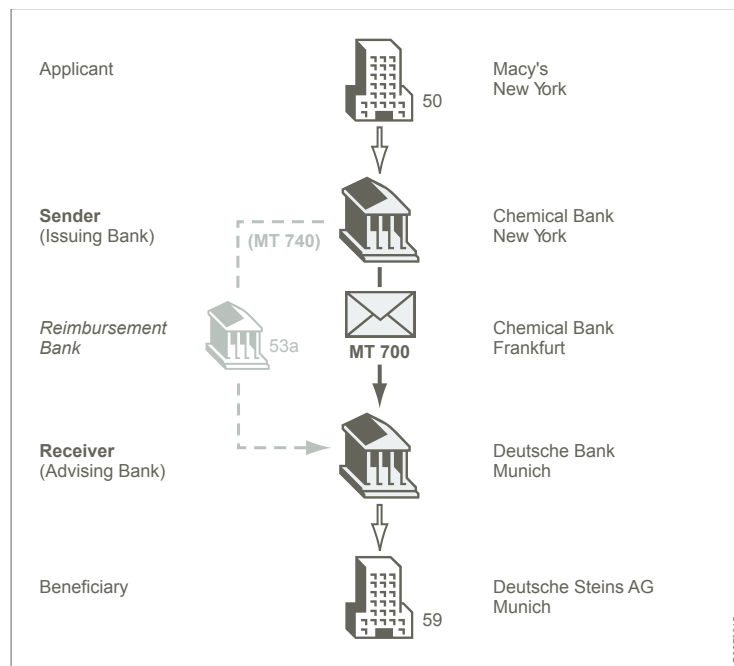 Applicant
50
Macy's
New York
Sender
(Issuing Bank)
(MT 740)
Chemical Bank
New York
Reimbursement
Bank
53a
MT 700
Chemical Bank
Frankfurt
Receiver
(Advising Bank)
Deutsche Bank
Munich
Beneficiary
59
Deutsche Steins AG
Munich